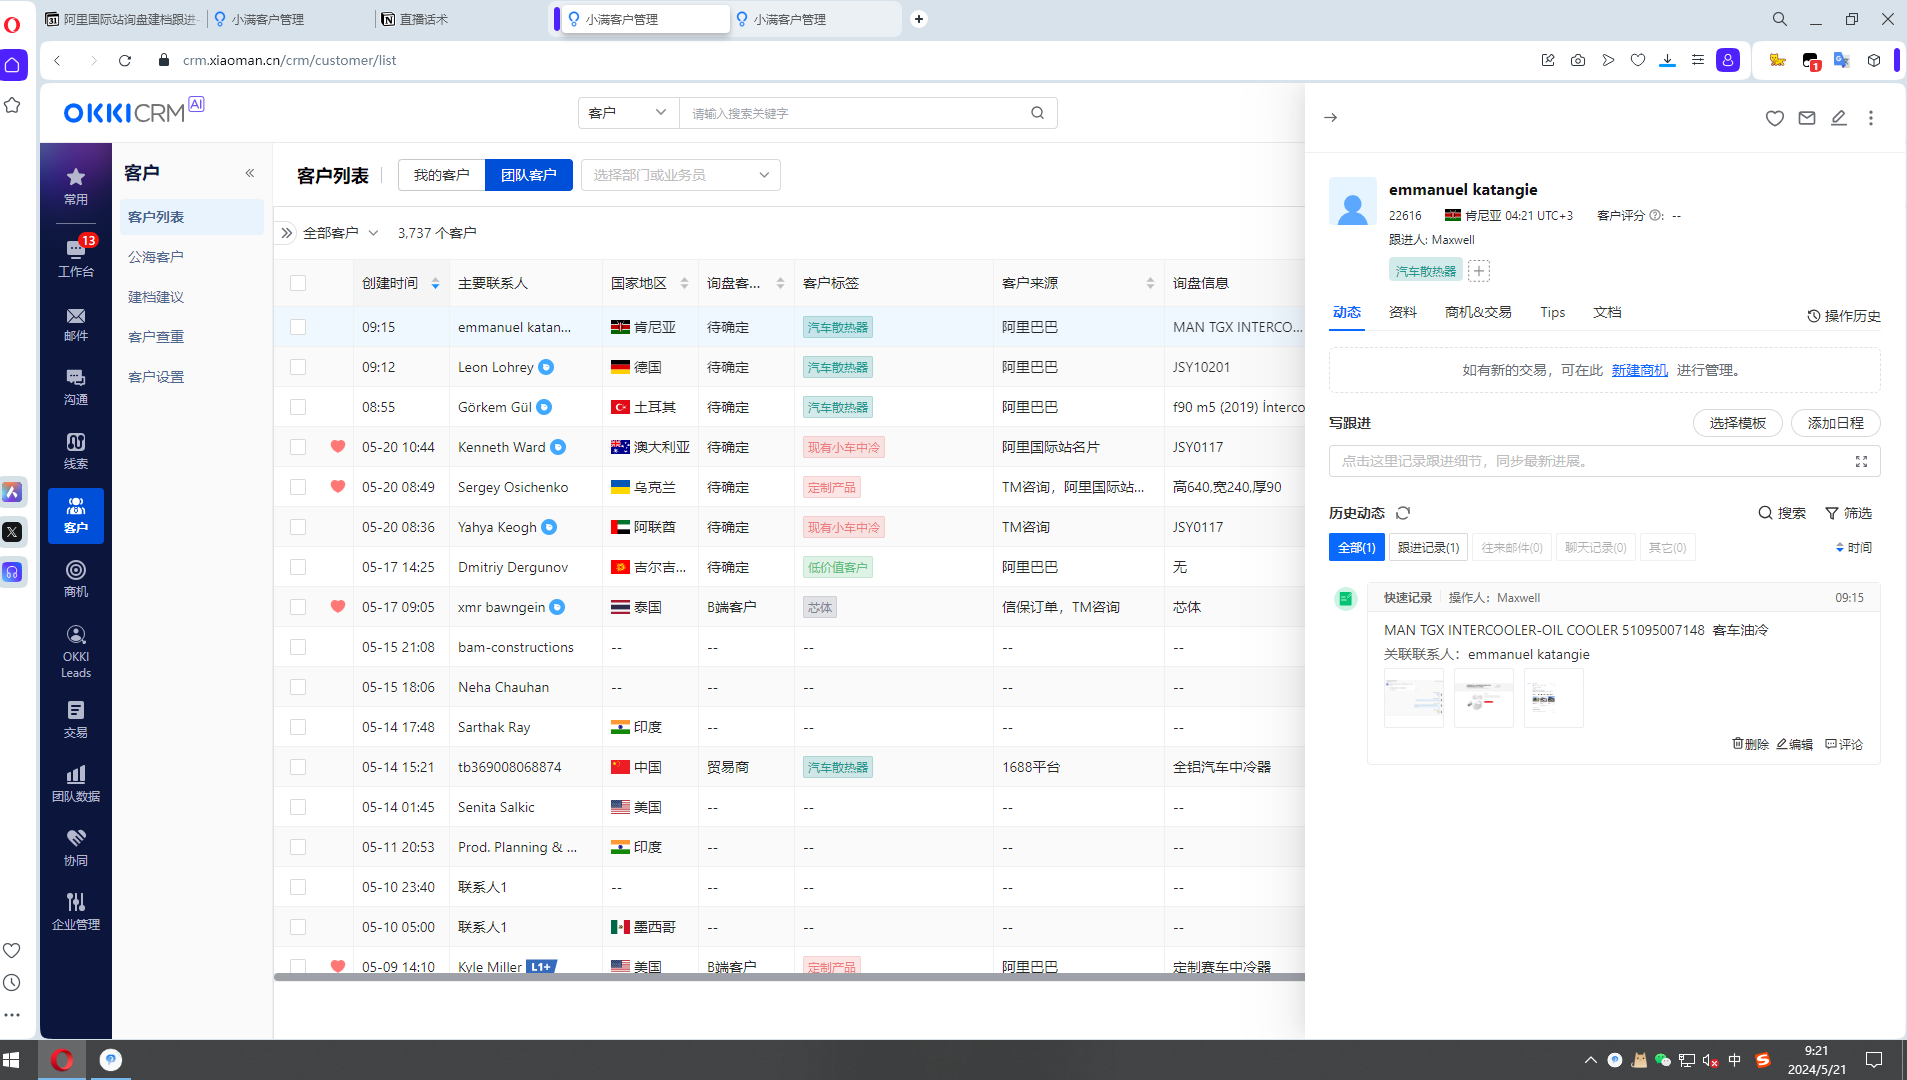 阿里国际站询盘建档跟进-
小满客户管理
直播话术
小满客户管理
小满客户管理
crm.xiaoman.cn/crm/customer/list
1
OKKICRM AI
客户
请输入搜索关键字
常用
13
工作台
邮件
沟通
线索
客户
商机
OKKI
Leads
交易
团队数据
协同
企业管理
客户
客户列表
公海客户
建档建议
客户查重
客户设置
客户列表
我的客户
团队客户
选择部门或业务员
全部客户
3,737 个客户
创建时间 主要联系人 国家地区 询盘客... 客户标签 客户来源 询盘信息
09:15 emmanuel katan... 肯尼亚 待确定 汽车散热器 阿里巴巴 MAN TGX INTERCO...
09:12 Leon Lohrey 德国 待确定 汽车散热器 阿里巴巴 JSY10201
08:55 Görkem Gül 土耳其 待确定 汽车散热器 阿里巴巴 f90 m5 (2019) İnterco
05-20 10:44 Kenneth Ward 澳大利亚 待确定 现有小车中冷 阿里国际站名片 JSY0117
05-20 08:49 Sergey Osichenko 乌克兰 待确定 定制产品 TM咨询，阿里国际站... 高640,宽240,厚90
05-20 08:36 Yahya Keogh 阿联酋 待确定 现有小车中冷 TM咨询 JSY0117
05-17 14:25 Dmitriy Dergunov 吉尔吉... 待确定 低价值客户 阿里巴巴 无
05-17 09:05 xmr bawngein 泰国 B端客户 芯体 信保订单，TM咨询 芯体
05-15 21:08 bam-constructions -- -- -- -- --
05-15 18:06 Neha Chauhan -- -- -- -- --
05-14 17:48 Sarthak Ray 印度 -- -- -- --
05-14 15:21 tb369008068874 中国 贸易商 汽车散热器 1688平台 全铝汽车中冷器
05-14 01:45 Senita Salkic 美国 -- -- -- --
05-11 20:53 Prod. Planning & ... 印度 -- -- -- --
05-10 23:40 联系人1 -- -- -- -- --
05-10 05:00 联系人1 墨西哥 -- -- -- --
05-09 14:10 Kyle Miller L1+ 美国 B端客户 定制产品 阿里巴巴 定制赛车中冷器
emmanuel katangie
22616 肯尼亚 04:21 UTC+3 客户评分 ?: --
跟进人: Maxwell
汽车散热器
动态 资料 商机&交易 Tips 文档
操作历史
如有新的交易，可在此 新建商机 进行管理。
写跟进
选择模板
添加日程
点击这里记录跟进细节，同步最新进展。
历史动态
搜索
筛选
全部(1) 跟进记录(1) 往来邮件(0) 聊天记录(0) 其它(0)
时间
快速记录 操作人：Maxwell 09:15
MAN TGX INTERCOOLER-OIL COOLER 51095007148 客车油冷
关联联系人：emmanuel katangie
删除 编辑 评论
中
9:21
2024/5/21